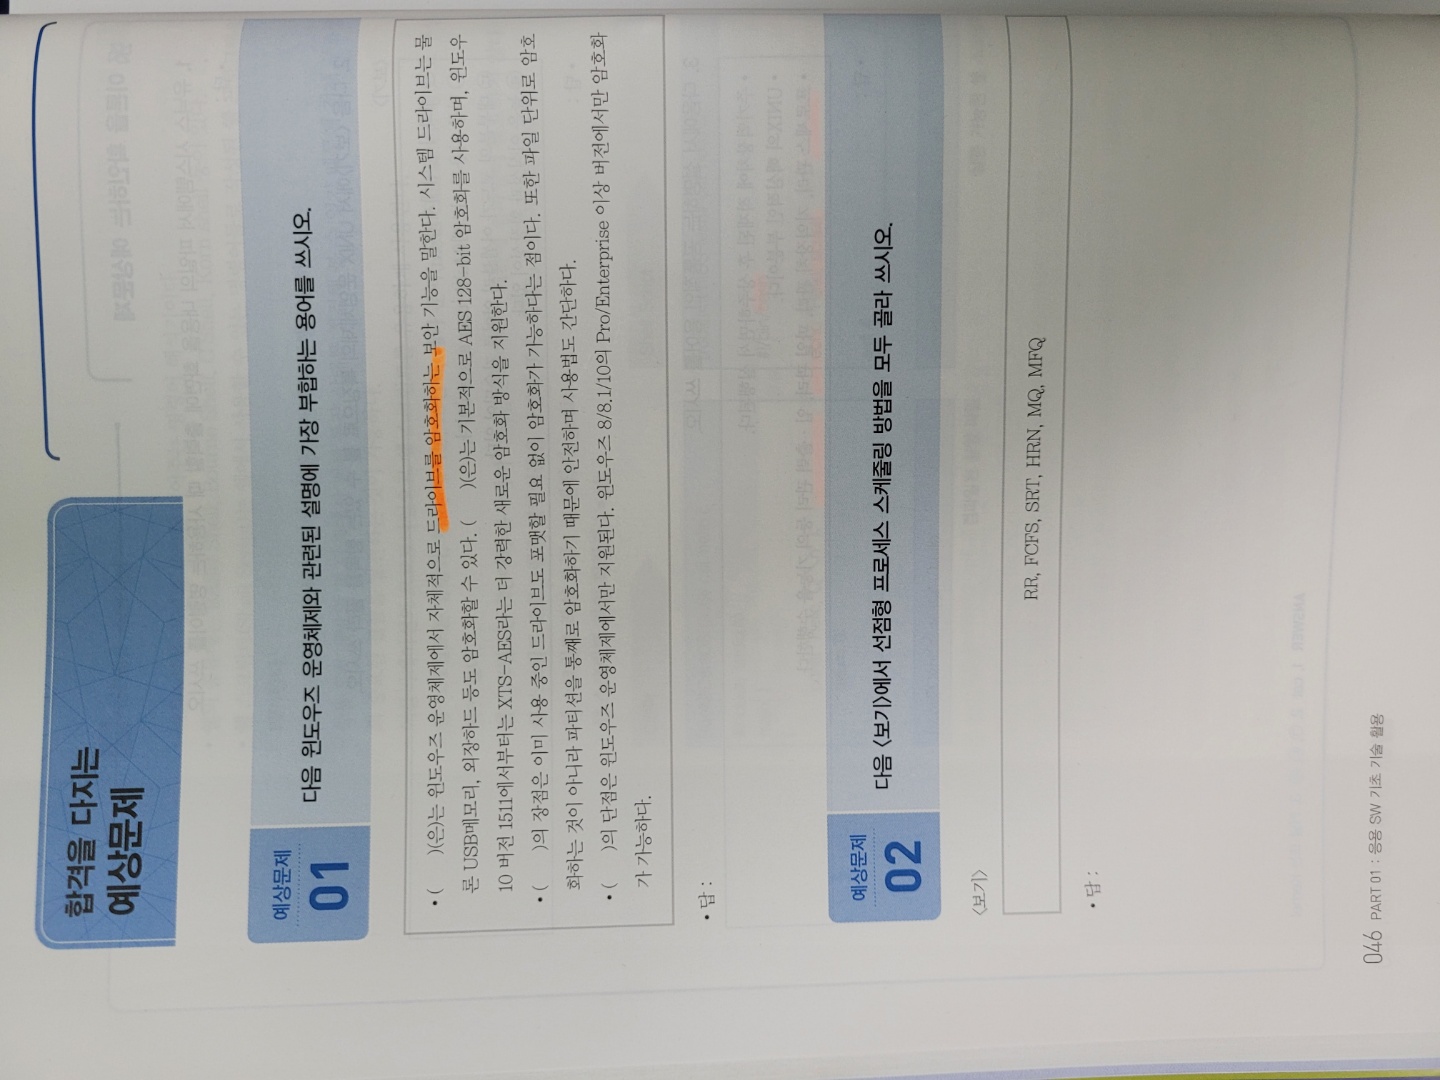 합격을 다지는
예상문제
예상문제
01
다음 윈도우즈 운영체제와 관련된 설명에 가장 부합하는 용어를 쓰시오.
• (      )(은)는 윈도우즈 운영체제에서 자체적으로 드라이브를 암호화하는 보안 기능을 말한다. 시스템 드라이브는 물
론 USB메모리, 외장하드 등도 암호화할 수 있다. (      )(은)는 기본적으로 AES 128-bit 암호화를 사용하며, 윈도우
10 버전 1511에서부터는 XTS-AES라는 더 강력한 새로운 암호화 방식을 지원한다.
• (      )의 장점은 이미 사용 중인 드라이브도 포맷할 필요 없이 암호화가 가능하다는 점이다. 또한 파일 단위로 암호
화하는 것이 아니라 파티션을 통째로 암호화하기 때문에 안전하며 사용법도 간단하다.
• (      )의 단점은 윈도우즈 운영체제에서만 지원된다. 윈도우즈 8/8.1/10의 Pro/Enterprise 이상 버전에서만 암호화
가 가능하다.
• 답 :
예상문제
02
다음 <보기>에서 선점형 프로세스 스케줄링 방법을 모두 골라 쓰시오.
<보기>
RR, FCFS, SRT, HRN, MQ, MFQ
• 답 :
046 PART 01 : 응용 SW 기초 기술 활용